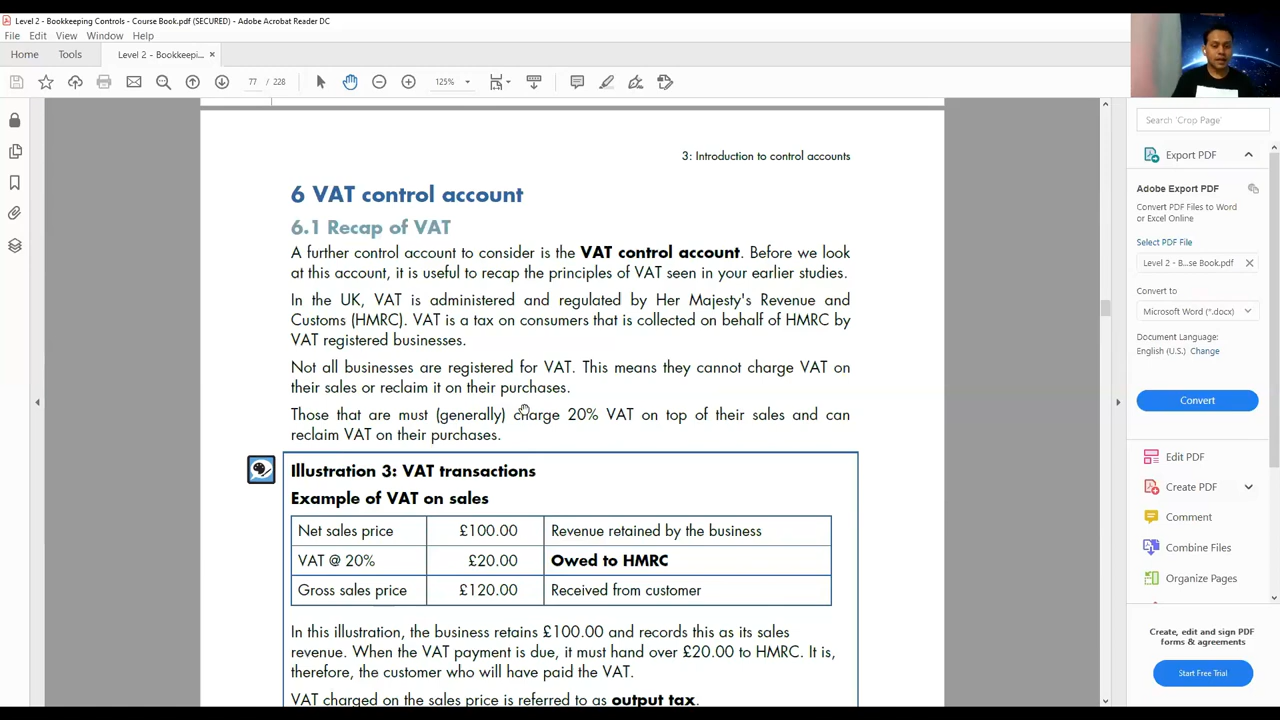 Level 2 - Bookkeeping Controls - Course Book.pdf (SECURED) - Adobe Acrobat Reader DC
File Edit View Window Help
Home Tools Level 2 - Bookkeepi... ×
77 / 228 125%
3: Introduction to control accounts
6 VAT control account
6.1 Recap of VAT
A further control account to consider is the VAT control account. Before we look
at this account, it is useful to recap the principles of VAT seen in your earlier studies.
In the UK, VAT is administered and regulated by Her Majesty's Revenue and
Customs (HMRC). VAT is a tax on consumers that is collected on behalf of HMRC by
VAT registered businesses.
Not all businesses are registered for VAT. This means they cannot charge VAT on
their sales or reclaim it on their purchases.
Those that are must (generally) charge 20% VAT on top of their sales and can
reclaim VAT on their purchases.
Illustration 3: VAT transactions
Example of VAT on sales
Net sales price £100.00 Revenue retained by the business
VAT @ 20% £20.00 Owed to HMRC
Gross sales price £120.00 Received from customer
In this illustration, the business retains £100.00 and records this as its sales
revenue. When the VAT payment is due, it must hand over £20.00 to HMRC. It is,
therefore, the customer who will have paid the VAT.
VAT charged on the sales price is referred to as output tax.
Search 'Crop Page'
Export PDF
Adobe Export PDF
Convert PDF Files to Word
or Excel Online
Select PDF File
Level 2 - B...se Book.pdf
Convert to
Microsoft Word (*.docx)
Document Language:
English (U.S.) Change
Convert
Edit PDF
Create PDF
Comment
Combine Files
Organize Pages
Create, edit and sign PDF
forms & agreements
Start Free Trial